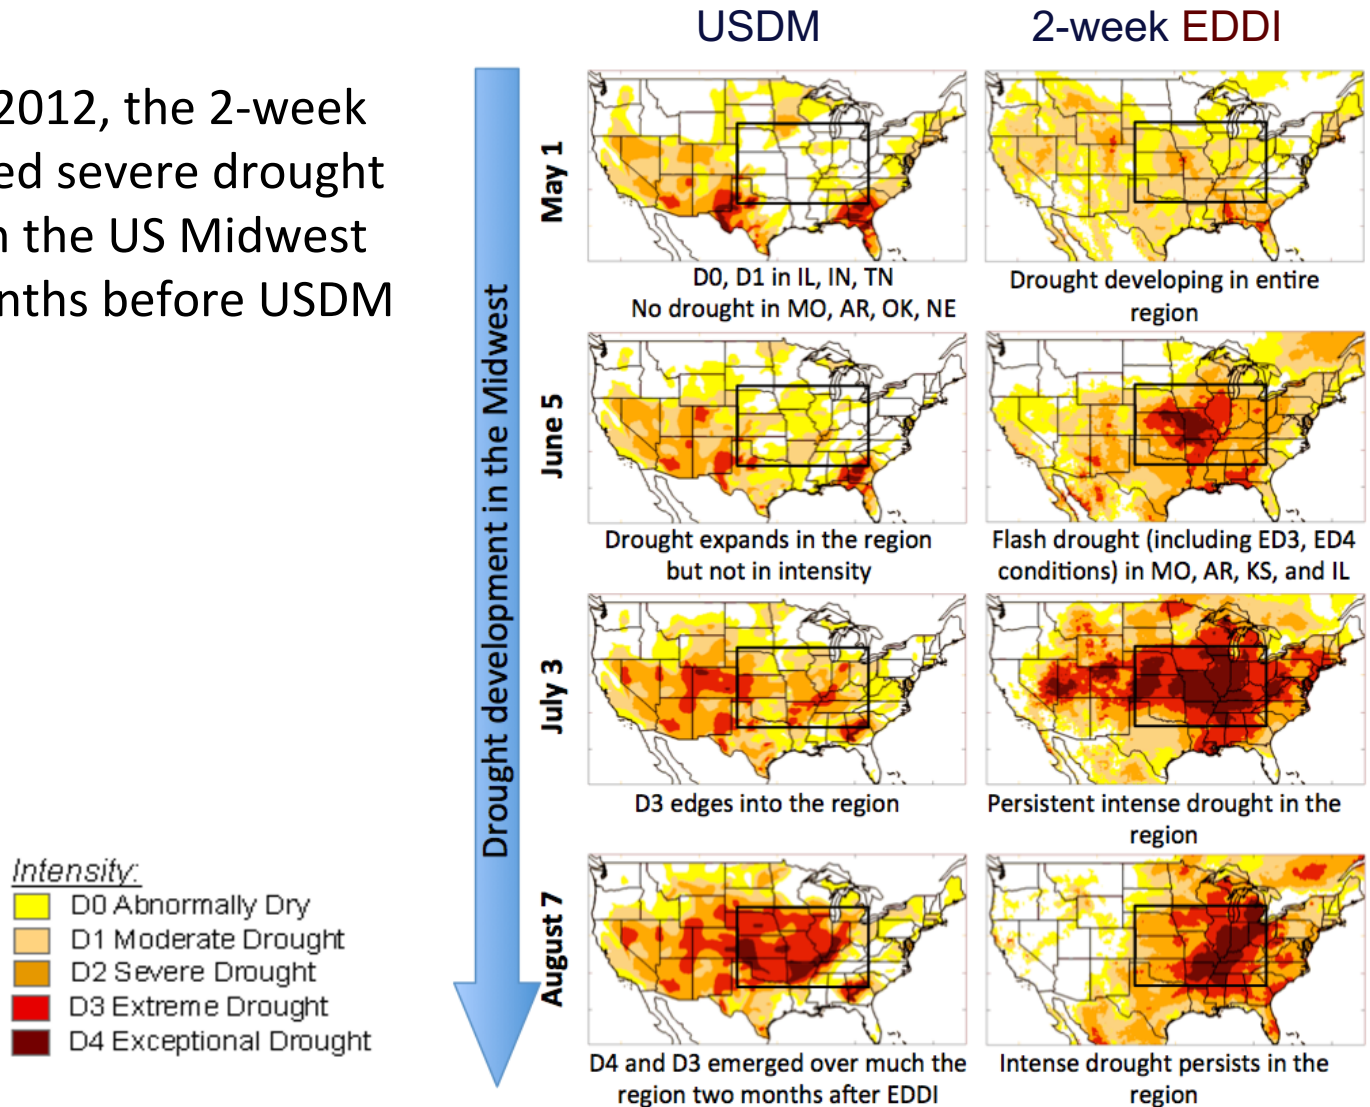 2012, the 2-week
ed severe drought
the US Midwest
nths before USDM
USDM
2-week EDDI
Drought development in the Midwest
May 1
D0, D1 in IL, IN, TN
No drought in MO, AR, OK, NE
Drought developing in entire
region
June 5
Drought expands in the region
but not in intensity
Flash drought (including ED3, ED4
conditions) in MO, AR, KS, and IL
July 3
D3 edges into the region
Persistent intense drought in the
region
August 7
D4 and D3 emerged over much the
region two months after EDDI
Intense drought persists in the
region
Intensity:
D0 Abnormally Dry
D1 Moderate Drought
D2 Severe Drought
D3 Extreme Drought
D4 Exceptional Drought